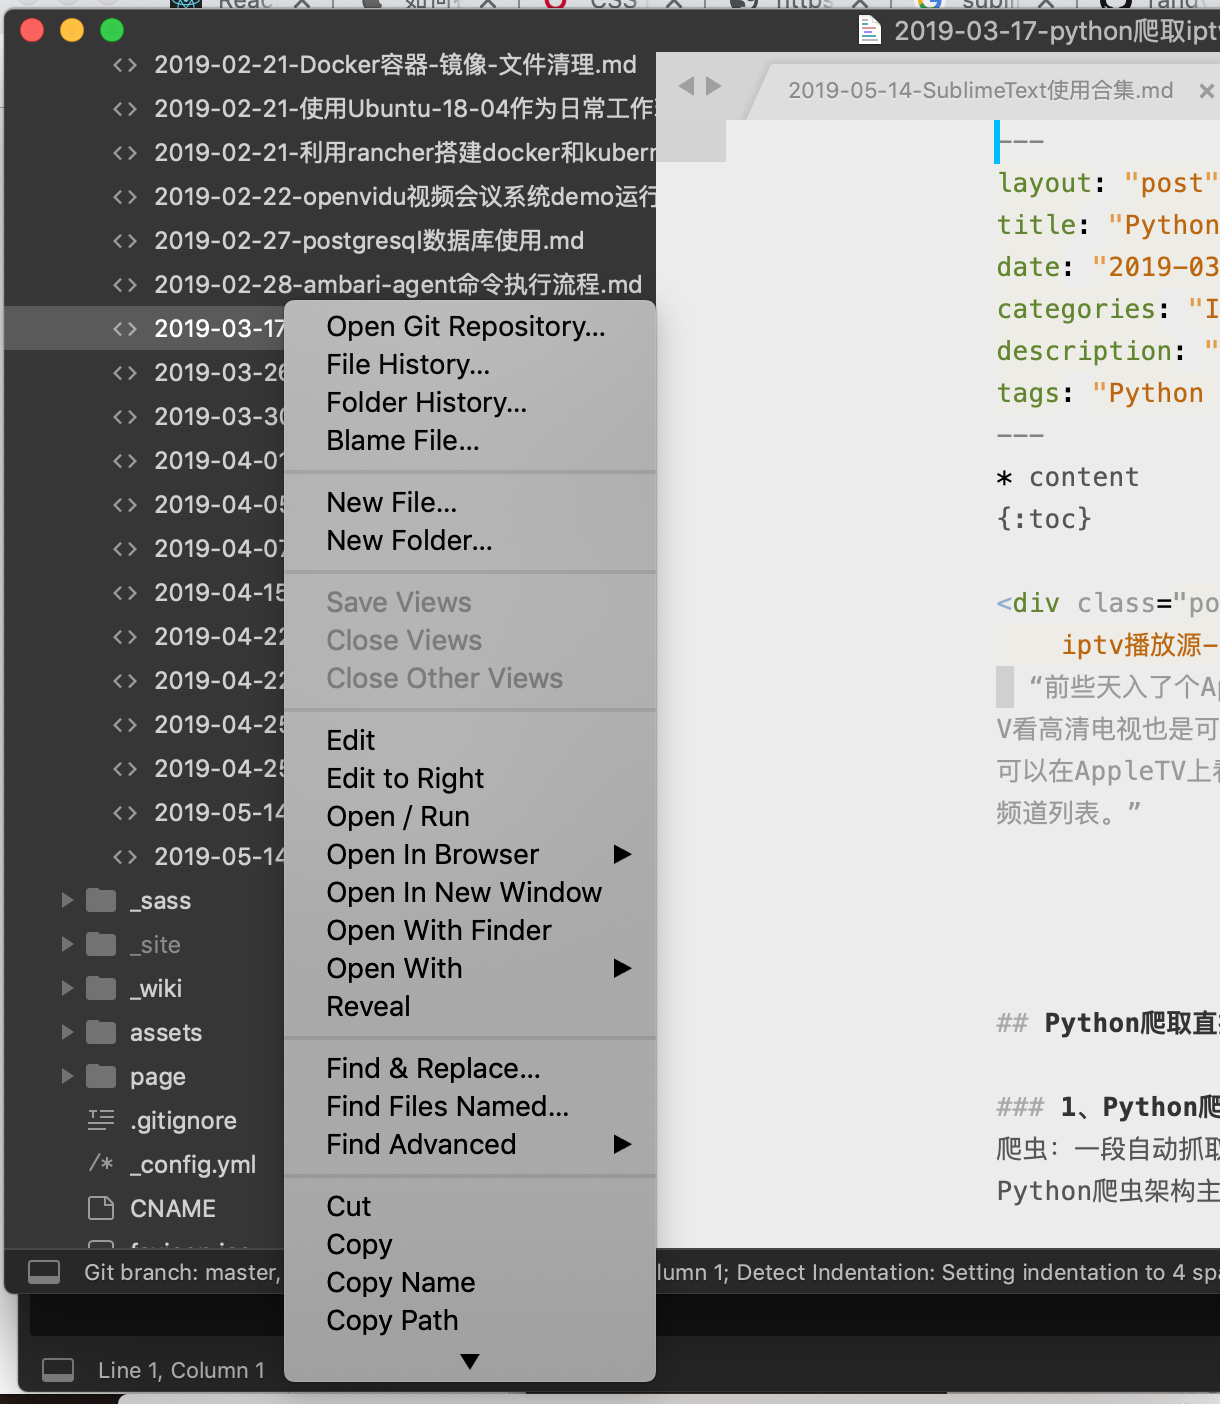 React
如何
CSS
https
2019-03-17-python爬取ipt
2019-02-21-Docker容器-镜像-文件清理.md
2019-02-21-使用Ubuntu-18-04作为日常工作
2019-02-21-利用rancher搭建docker和kubern
2019-02-22-openvidu视频会议系统demo运行
2019-02-27-postgresql数据库使用.md
2019-02-28-ambari-agent命令执行流程.md
2019-03-17
2019-03-26
2019-03-30
2019-04-01
2019-04-05
2019-04-07
2019-04-15
2019-04-22
2019-04-22
2019-04-25
2019-04-25
2019-05-14
2019-05-14
_sass
_site
_wiki
assets
page
.gitignore
_config.yml
CNAME
Open Git Repository...
File History...
Folder History...
Blame File...
New File...
New Folder...
Save Views
Close Views
Close Other Views
Edit
Edit to Right
Open / Run
Open In Browser
Open In New Window
Open With Finder
Open With
Reveal
Find & Replace...
Find Files Named...
Find Advanced
Cut
Copy
Copy Name
Copy Path
2019-05-14-SublimeText使用合集.md
---
layout: "post"
title: "Python
date: "2019-03
categories: "I
description: "
tags: "Python
---
* content
{:toc}
<div class="po
iptv播放源-
“前些天入了个Ap
V看高清电视也是可
可以在AppleTV上看
频道列表。”
## Python爬取直
### 1、Python爬
爬虫：一段自动抓取
Python爬虫架构主
Git branch: master,
lumn 1; Detect Indentation: Setting indentation to 4 spa
Line 1, Column 1